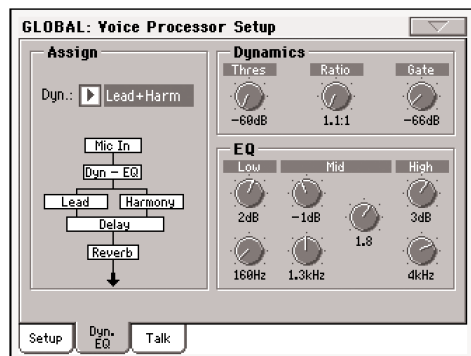 GLOBAL: Voice Processor Setup
Assign
Dyn.: Lead+Harm
Mic In
Dyn - EQ
Lead Harmony
Delay
Reverb
Dynamics
Thres Ratio Gate
-60dB 1.1:1 -66dB
EQ
Low Mid High
2dB -1dB 3dB
1.8
160Hz 1.3kHz 4kHz
Setup Dyn. EQ Talk